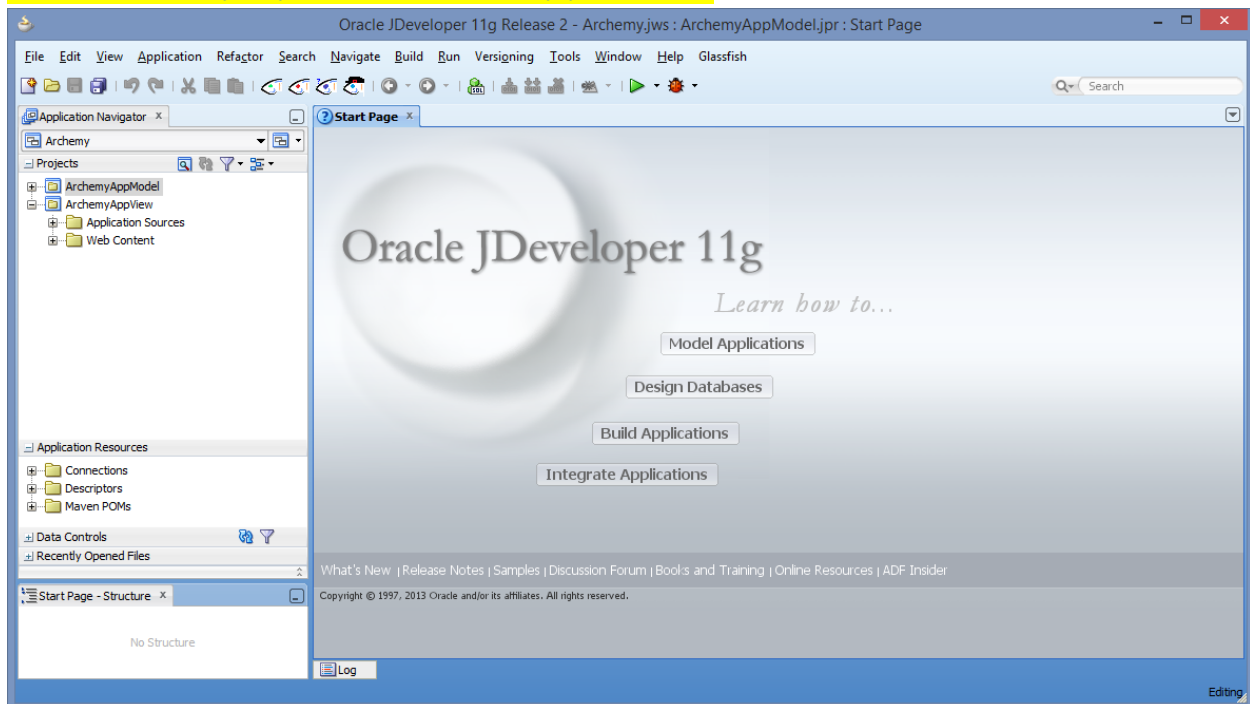 Oracle JDeveloper 11g Release 2 - Archemy.jws : ArchemyAppModel.jpr : Start Page
File Edit View Application Refactor Search Navigate Build Run Versioning Tools Window Help Glassfish
SQL
Search
Application Navigator x
Start Page x
Archemy
Projects
ArchemyAppModel
ArchemyAppView
Application Sources
Web Content
Oracle JDeveloper 11g
Learn how to...
Model Applications
Design Databases
Build Applications
Integrate Applications
Application Resources
Connections
Descriptors
Maven POMs
Data Controls
Recently Opened Files
What's New | Release Notes | Samples | Discussion Forum | Books and Training | Online Resources | ADF Insider
Copyright © 1997, 2013 Oracle and/or its affiliates. All rights reserved.
Start Page - Structure x
No Structure
Log
Editing